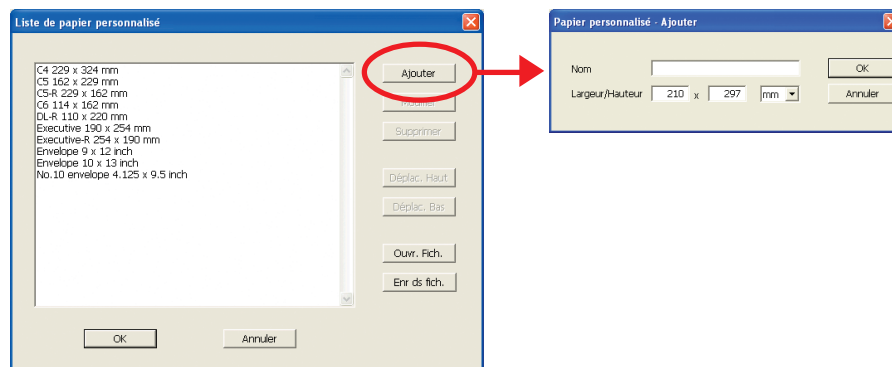 Liste de papier personnalisé
C4 229 x 324 mm
C5 162 x 229 mm
C5-R 229 x 162 mm
C6 114 x 162 mm
DL-R 110 x 220 mm
Executive 190 x 254 mm
Executive-R 254 x 190 mm
Envelope 9 x 12 inch
Envelope 10 x 13 inch
No.10 envelope 4.125 x 9.5 inch
Ajouter
Modifier
Supprimer
Déplac. Haut
Déplac. Bas
Ouvr. Fich.
Enr ds fich.
OK
Annuler
Papier personnalisé - Ajouter
Nom
OK
Largeur/Hauteur 210 x 297 mm
Annuler